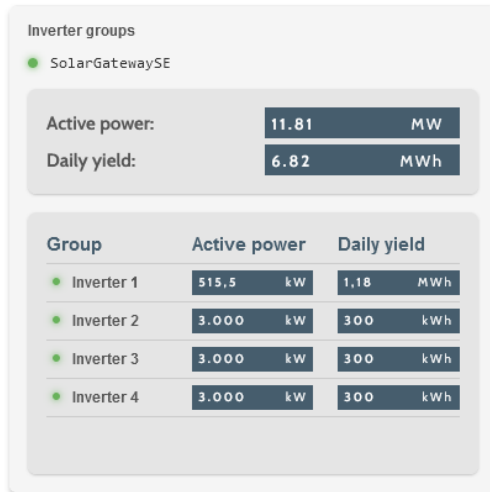 Inverter groups
SolarGatewaySE
Active power: 11.81 MW
Daily yield: 6.82 MWh
Group Active power Daily yield
Inverter 1 515,5 kW 1,18 MWh
Inverter 2 3.000 kW 300 kWh
Inverter 3 3.000 kW 300 kWh
Inverter 4 3.000 kW 300 kWh